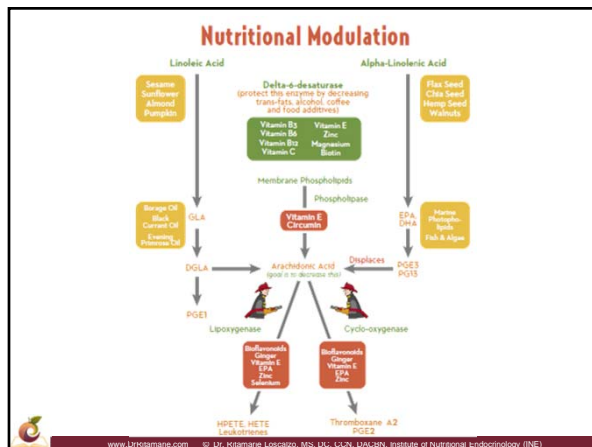 Nutritional Modulation
Linoleic Acid
Alpha-Linolenic Acid
Sesame
Sunflower
Almond
Pumpkin
Delta-6-desaturase
(protect this enzyme by decreasing
trans-fats, alcohol, coffee
and food additives)
Flax Seed
Chia Seed
Hemp Seed
Walnuts
Vitamin B3
Vitamin B6
Vitamin B12
Vitamin C
Vitamin E
Zinc
Magnesium
Biotin
Membrane Phospholipids
Phospholipase
Borage Oil
Black
Currant Oil
Evening
Primrose Oil
GLA
Vitamin E
Circumin
EPA,
DHA
Marine
Photopho-
lipids
Fish & Algae
DGLA
Arachidonic Acid
(goal is to decrease this)
Displaces
PGE3
PG13
PGE1
Lipoxygenase
Cyclo-oxygenase
Bioflavonoids
Ginger
Vitamin E
EPA
Zinc
Selenium
Bioflavonoids
Ginger
Vitamin E
EPA
Zinc
HPETE, HETE
Leukotrienes
Thromboxane A2
PGE2
www.DrRitamarie.com © Dr. Ritamarie Loscalzo, MS, DC, CCN, DACBN, Institute of Nutritional Endocrinology (INE)